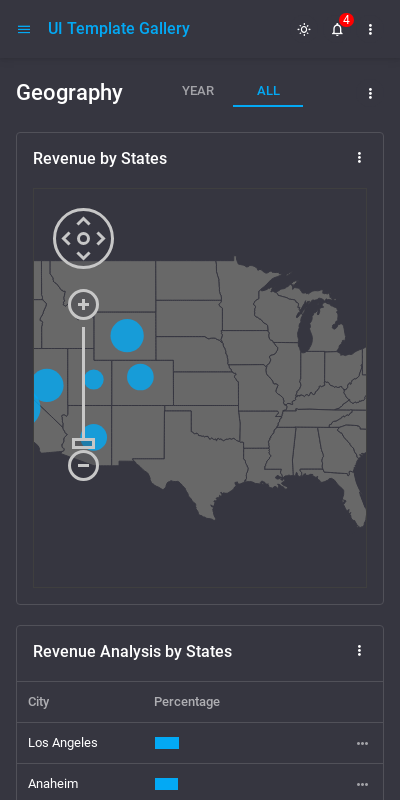 UI Template Gallery
4
Geography
YEAR
ALL
Revenue by States
Revenue Analysis by States
City
Percentage
Los Angeles
Anaheim